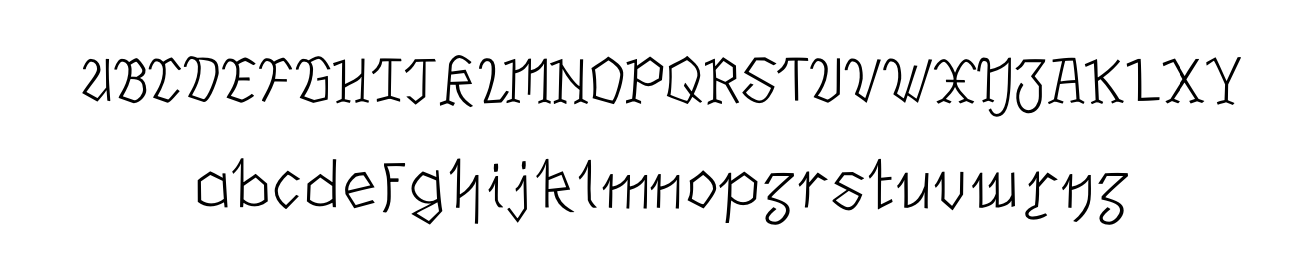 ABCDEFGHIJKLMNOPQRSTUVWXYZAKLXY
abcdefghijklmnopqrstuvwxyz